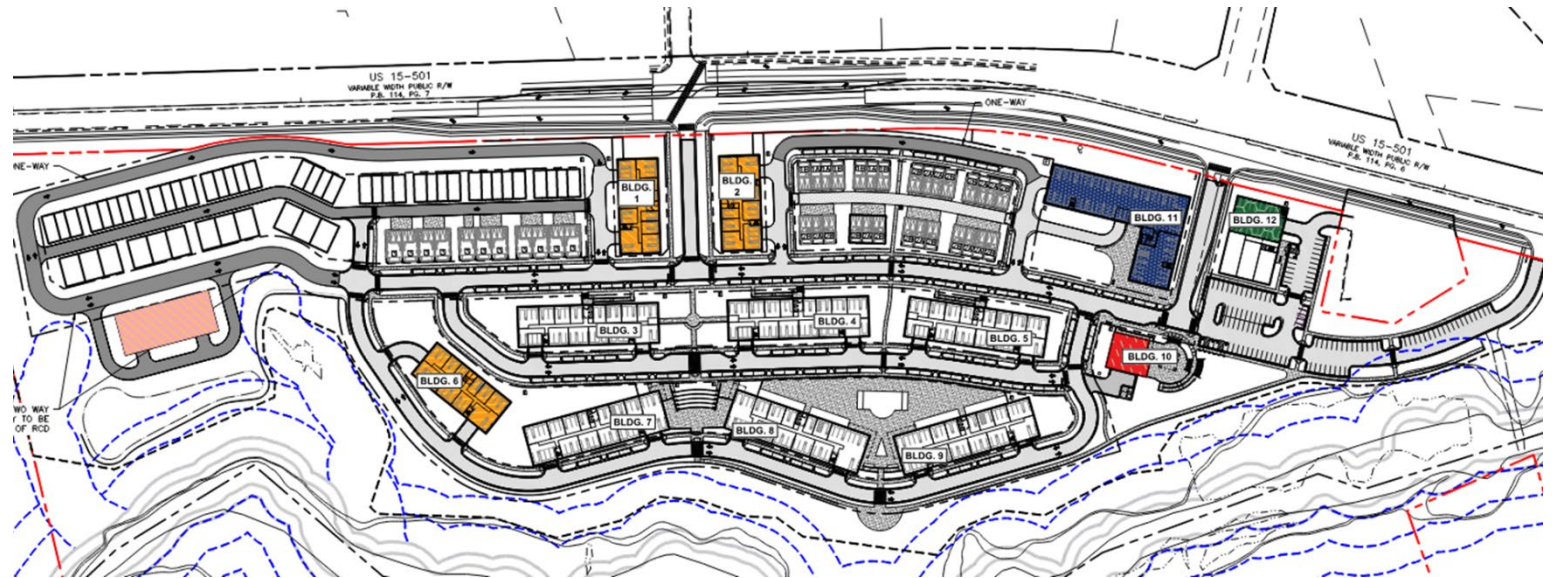 US 15-501
VARIABLE WIDTH PUBLIC R/W
P.B. 114, PG. 7
ONE-WAY
US 15-501
VARIABLE WIDTH PUBLIC R/W
P.B. 114, PG. 6
NE-WAY
BLDG.
1
BLDG.
2
BLDG. 11
BLDG. 12
BLDG. 3
BLDG. 4
BLDG. 5
BLDG. 10
BLDG. 6
WO WAY
TO BE
OF RCD
BLDG. 7
BLDG. 8
BLDG. 9